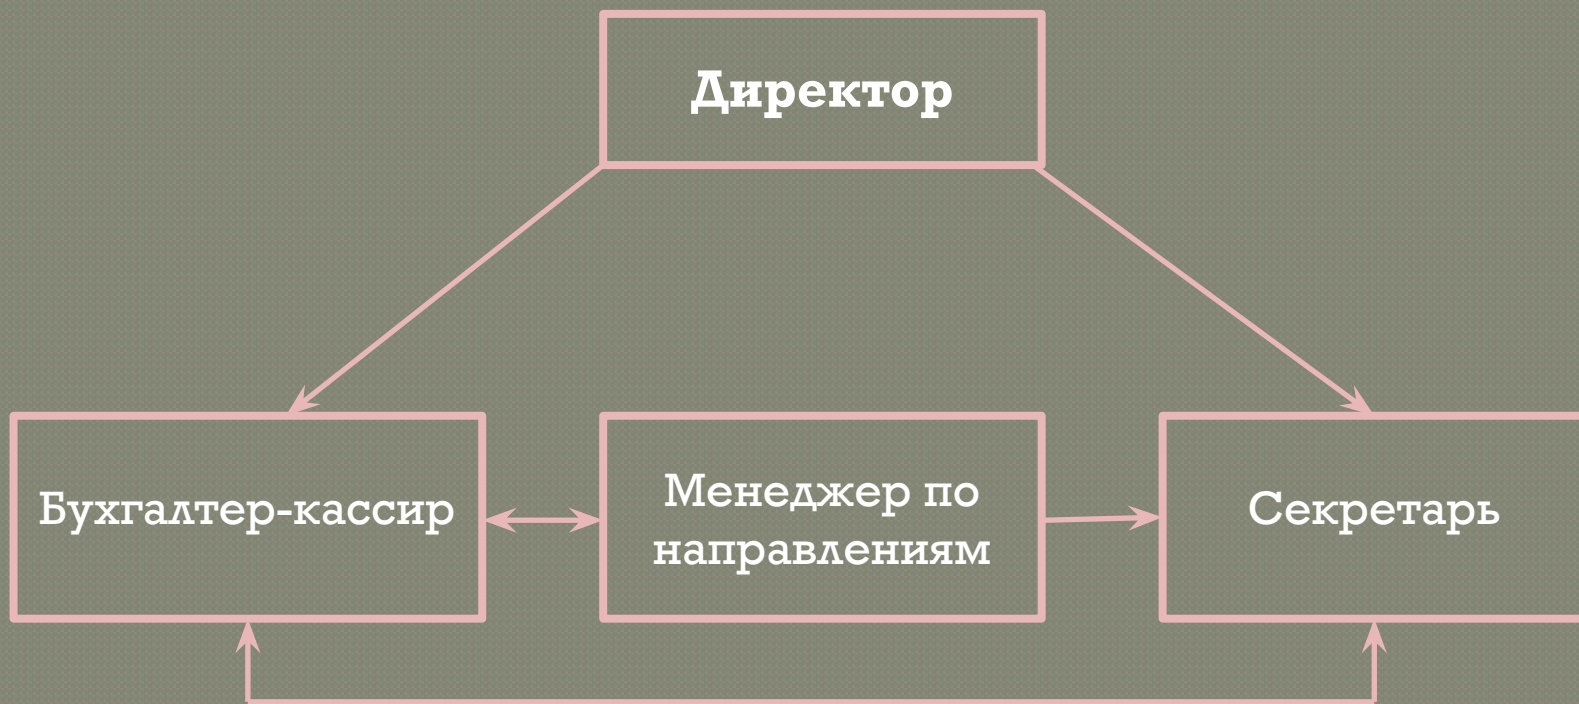 Директор
Бухгалтер-кассир
Менеджер по
направлениям
Секретарь